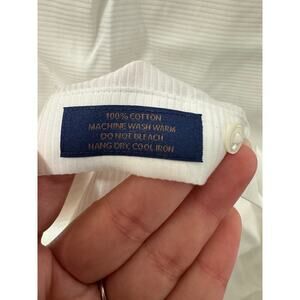 100% COTTON
MACHINE WASH WARM
DO NOT BLEACH
HANG DRY, COOL IRON